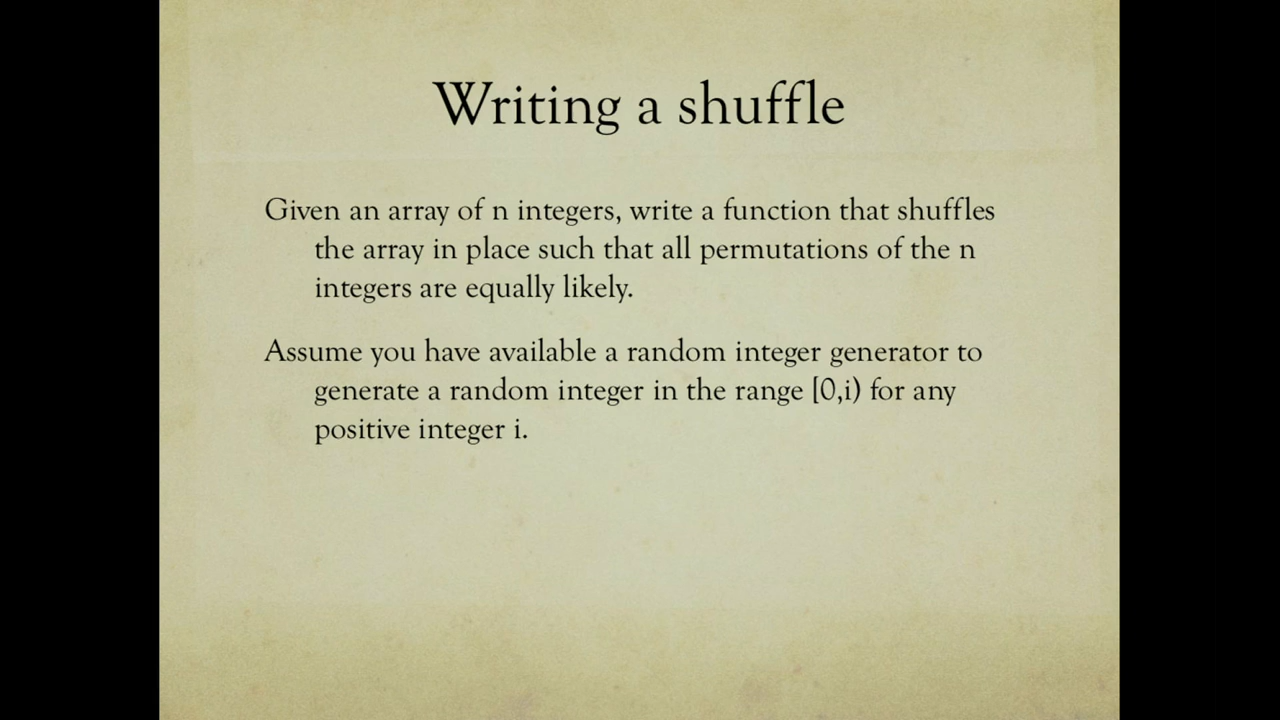 Writing a shuffle
Given an array of n integers, write a function that shuffles
the array in place such that all permutations of the n
integers are equally likely.
Assume you have available a random integer generator to
generate a random integer in the range [0,i) for any
positive integer i.